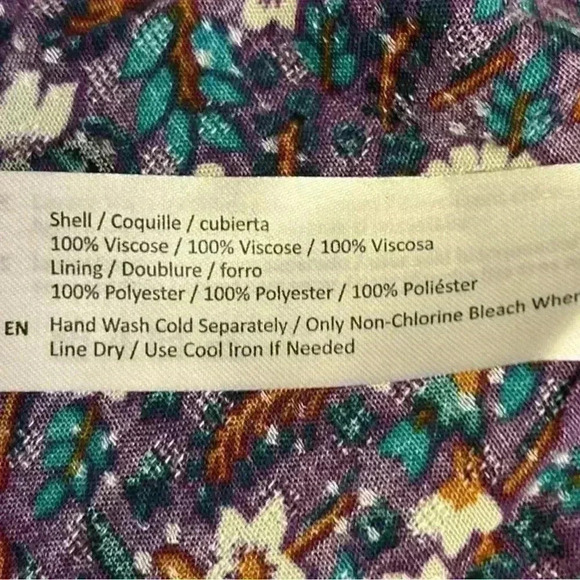 Shell / Coquille / cubierta
100% Viscose / 100% Viscose / 100% Viscosa
Lining / Doublure / forro
100% Polyester / 100% Polyester / 100% Poliéster
EN Hand Wash Cold Separately / Only Non-Chlorine Bleach Wher
Line Dry / Use Cool Iron If Needed